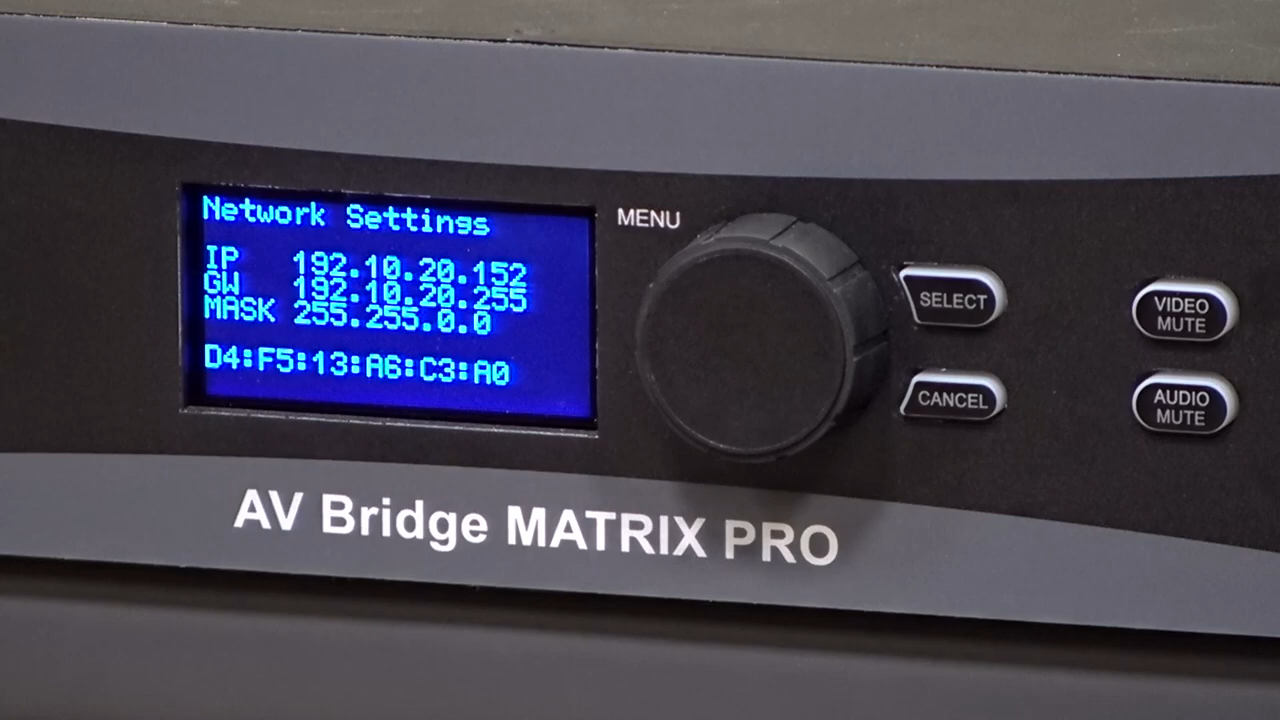 Network Settings
IP 192.10.20.152
GW 192.10.20.255
MASK 255.255.0.0
D4:F5:13:A6:C3:A0
MENU
SELECT
CANCEL
VIDEO
MUTE
AUDIO
MUTE
AV Bridge MATRIX PRO